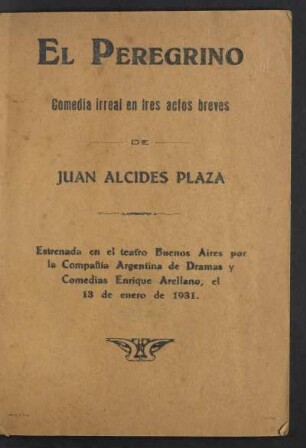 EL PEREGRINO
Comedia irreal en tres actos breves
DE
JUAN ALCIDES PLAZA
Estrenada en el teatro Buenos Aires por
la Compañía Argentina de Dramas y
Comedias Enrique Arellano, el
13 de enero de 1931.